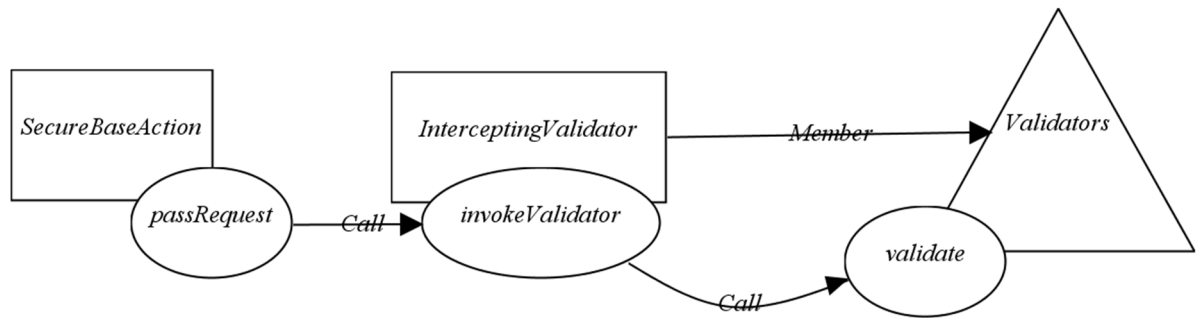 SecureBaseAction
passRequest
Call
InterceptingValidator
invokeValidator
Member
Call
Validators
validate